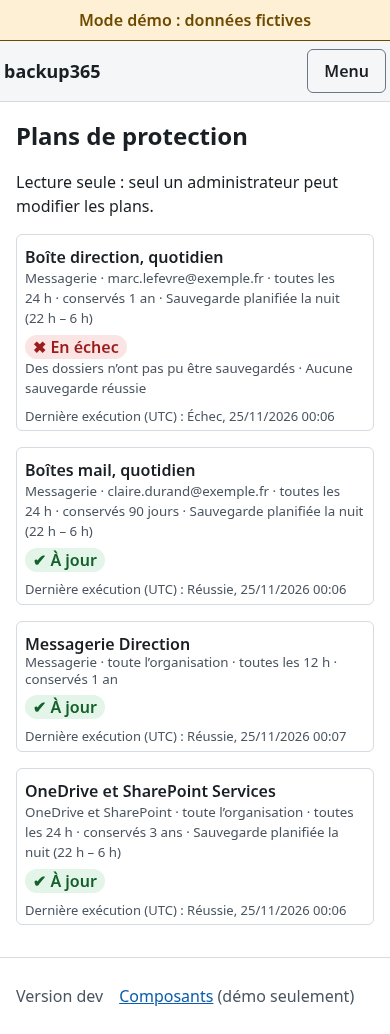 Mode démo : données fictives
backup365
Menu
Plans de protection
Lecture seule : seul un administrateur peut
modifier les plans.
Boîte direction, quotidien
Messagerie · marc.lefevre@exemple.fr · toutes les
24 h · conservés 1 an · Sauvegarde planifiée la nuit
(22 h – 6 h)
✖ En échec
Des dossiers n’ont pas pu être sauvegardés · Aucune
sauvegarde réussie
Dernière exécution (UTC) : Échec, 25/11/2026 00:06
Boîtes mail, quotidien
Messagerie · claire.durand@exemple.fr · toutes les
24 h · conservés 90 jours · Sauvegarde planifiée la nuit
(22 h – 6 h)
✔ À jour
Dernière exécution (UTC) : Réussie, 25/11/2026 00:06
Messagerie Direction
Messagerie · toute l’organisation · toutes les 12 h ·
conservés 1 an
✔ À jour
Dernière exécution (UTC) : Réussie, 25/11/2026 00:07
OneDrive et SharePoint Services
OneDrive et SharePoint · toute l’organisation · toutes
les 24 h · conservés 3 ans · Sauvegarde planifiée la
nuit (22 h – 6 h)
✔ À jour
Dernière exécution (UTC) : Réussie, 25/11/2026 00:06
Version dev Composants (démo seulement)